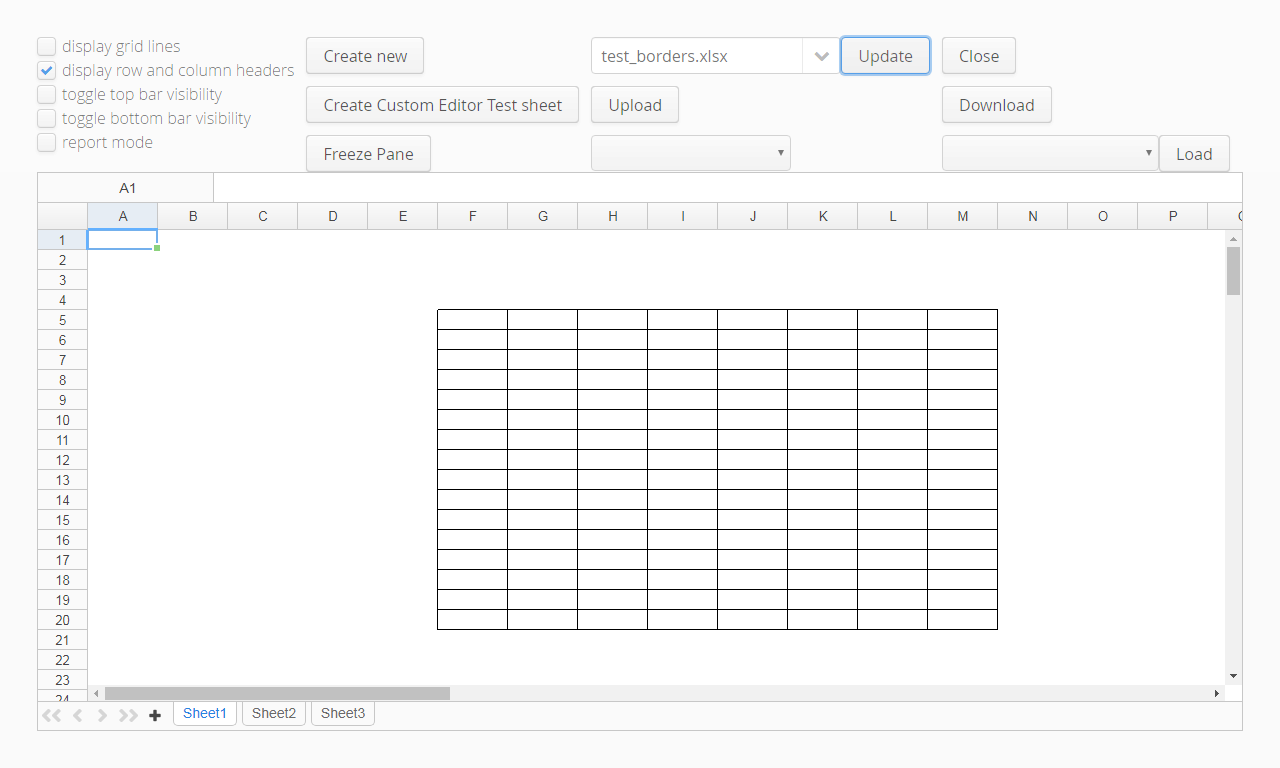 display grid lines
display row and column headers
toggle top bar visibility
toggle bottom bar visibility
report mode
Create new
test_borders.xlsx
Update
Close
Create Custom Editor Test sheet
Upload
Download
Freeze Pane
Load
A1
A B C D E F G H I J K L M N O P
1
2
3
4
5
6
7
8
9
10
11
12
13
14
15
16
17
18
19
20
21
22
23
24
Sheet1 Sheet2 Sheet3